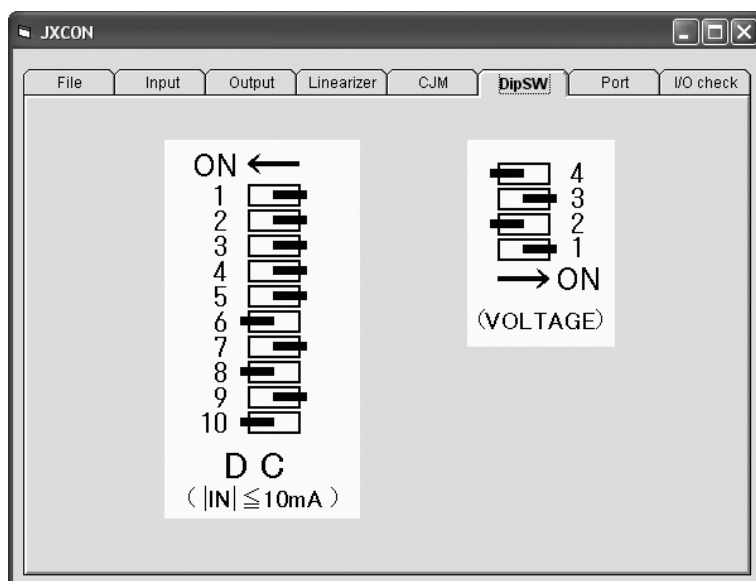 JXCON
File Input Output Linearizer CJM DipSW Port I/O check
ON ←
1
2
3
4
5
6
7
8
9
10
D C
( |IN| ≦ 10mA )
4
3
2
1
→ ON
(VOLTAGE)